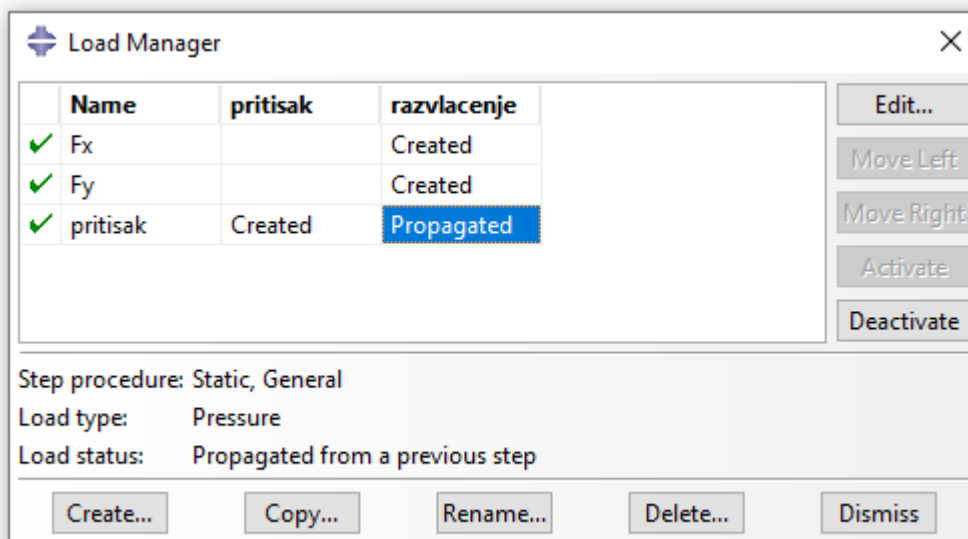 Load Manager
Name pritisak razvlacenje Edit...
Fx Created Move Left
Fy Created Move Right
pritisak Created Propagated Activate
Deactivate
Step procedure: Static, General
Load type: Pressure
Load status: Propagated from a previous step
Create... Copy... Rename... Delete... Dismiss